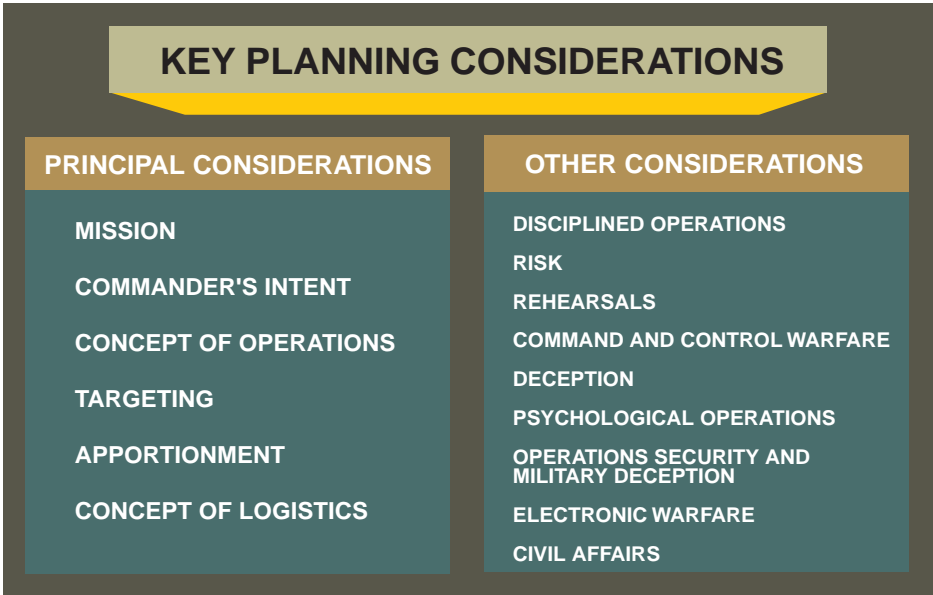 KEY PLANNING CONSIDERATIONS
PRINCIPAL CONSIDERATIONS
MISSION
COMMANDER'S INTENT
CONCEPT OF OPERATIONS
TARGETING
APPORTIONMENT
CONCEPT OF LOGISTICS
OTHER CONSIDERATIONS
DISCIPLINED OPERATIONS
RISK
REHEARSALS
COMMAND AND CONTROL WARFARE
DECEPTION
PSYCHOLOGICAL OPERATIONS
OPERATIONS SECURITY AND
MILITARY DECEPTION
ELECTRONIC WARFARE
CIVIL AFFAIRS